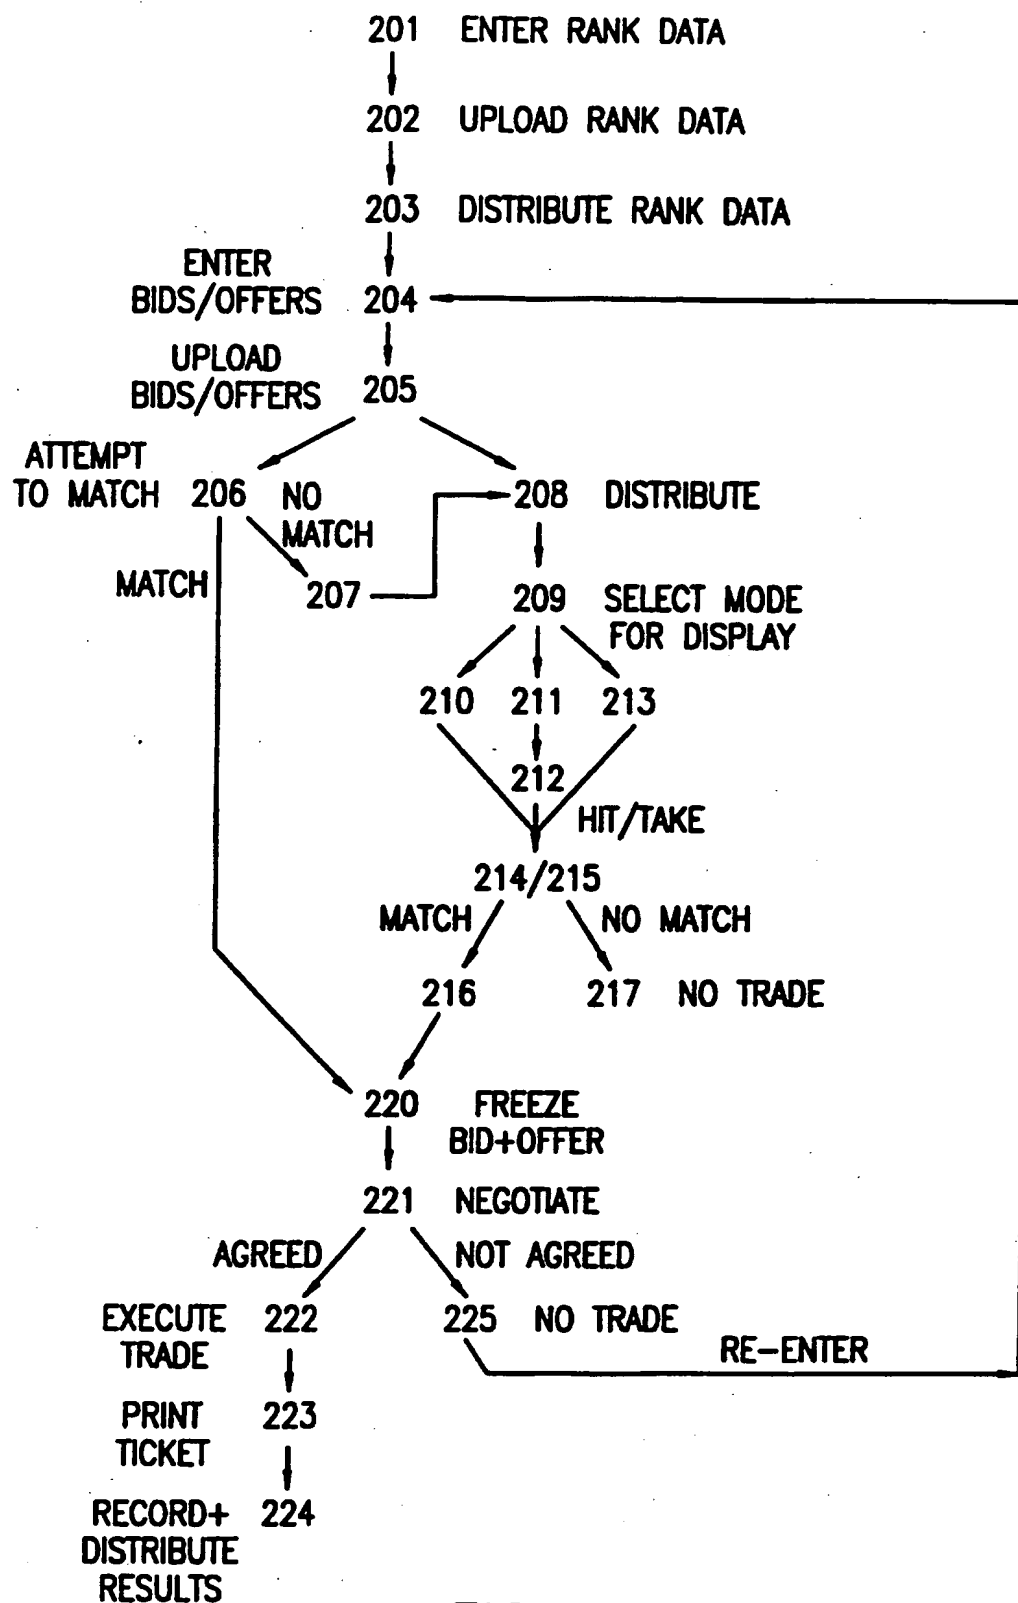 201 ENTER RANK DATA
202 UPLOAD RANK DATA
203 DISTRIBUTE RANK DATA
ENTER
BIDS/OFFERS 204
UPLOAD
BIDS/OFFERS 205
ATTEMPT
TO MATCH 206 NO
MATCH
208 DISTRIBUTE
MATCH
207
209 SELECT MODE
FOR DISPLAY
210 211 213
212
HIT/TAKE
214/215
MATCH NO MATCH
216 217 NO TRADE
220 FREEZE
BID+OFFER
221 NEGOTIATE
AGREED NOT AGREED
EXECUTE 222
TRADE
225 NO TRADE
RE-ENTER
PRINT 223
TICKET
RECORD+ 224
DISTRIBUTE
RESULTS